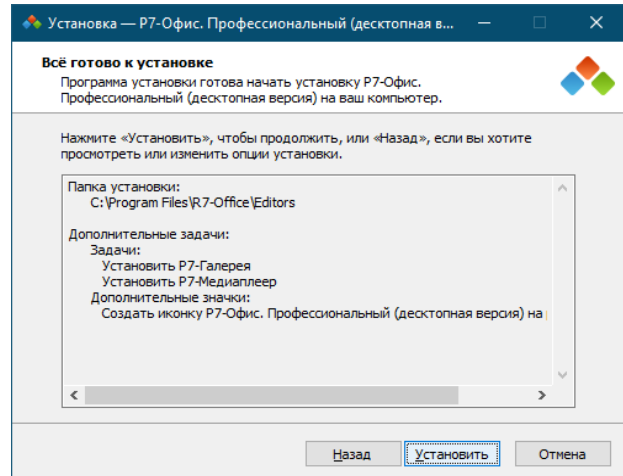 Установка — Р7-Офис. Профессиональный (десктопная в...
Всё готово к установке
Программа установки готова начать установку Р7-Офис.
Профессиональный (десктопная версия) на ваш компьютер.
Нажмите «Установить», чтобы продолжить, или «Назад», если вы хотите
просмотреть или изменить опции установки.
Папка установки:
C:\Program Files\R7-Office\Editors
Дополнительные задачи:
Задачи:
Установить Р7-Галерея
Установить Р7-Медиаплеер
Дополнительные значки:
Создать иконку Р7-Офис. Профессиональный (десктопная версия) на
Назад Установить Отмена